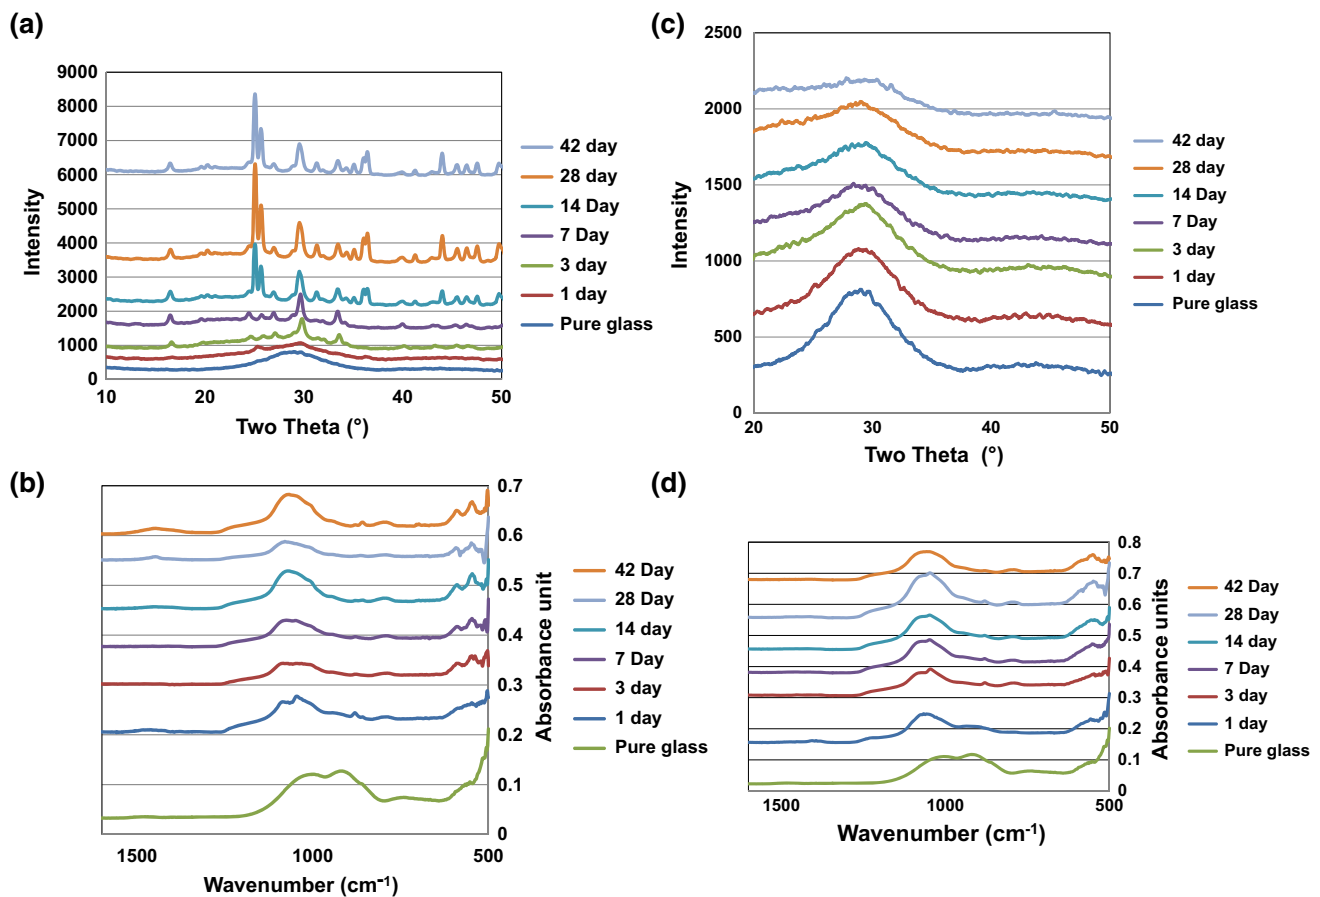 (a)
9000
8000
7000
6000
5000
4000
3000
2000
1000
0
Intensity
10 20 30 40 50
Two Theta (°)
42 day
28 day
14 Day
7 Day
3 day
1 day
Pure glass
(c)
2500
2000
1500
1000
500
0
Intensity
20 30 40 50
Two Theta (°)
42 day
28 day
14 Day
7 Day
3 day
1 day
Pure glass
(b)
0.7
0.6
0.5
0.4
0.3
0.2
0.1
0
Absorbance unit
1500 1000 500
Wavenumber (cm-1)
42 Day
28 Day
14 day
7 Day
3 day
1 day
Pure glass
(d)
0.8
0.7
0.6
0.5
0.4
0.3
0.2
0.1
0
Absorbance units
1500 1000 500
Wavenumber (cm-1)
42 Day
28 Day
14 day
7 Day
3 day
1 day
Pure glass